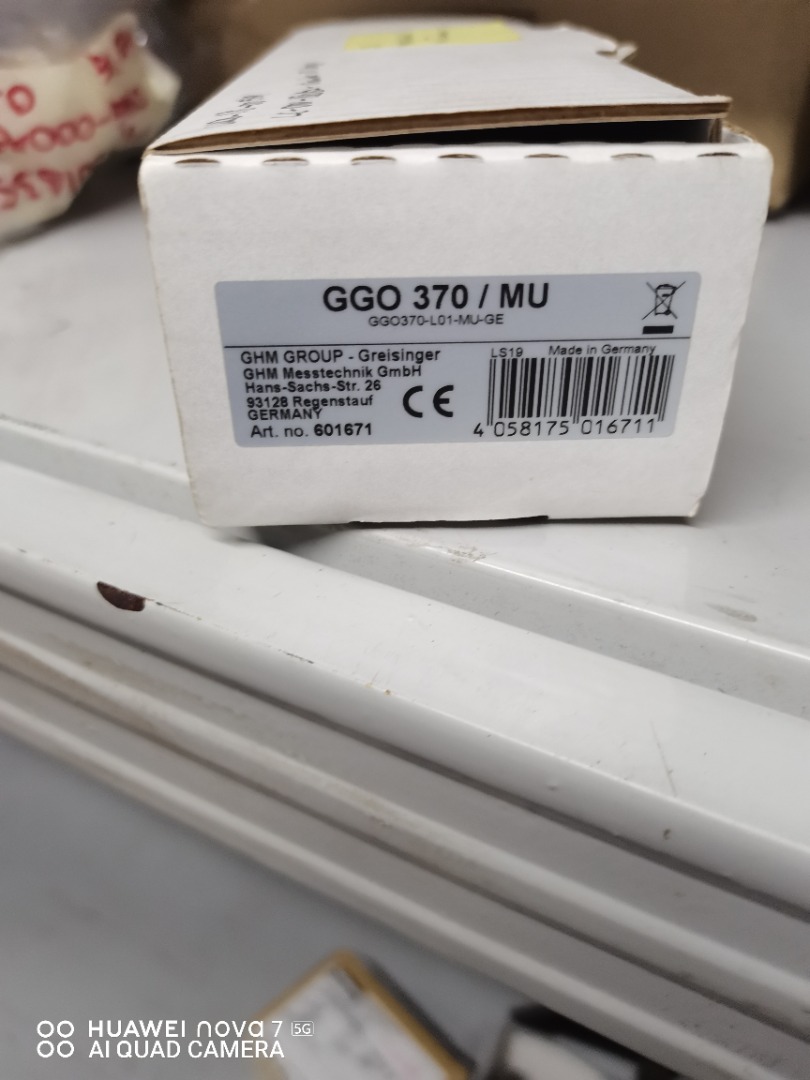 GGO 370 / MU
GGO370-L01-MU-GE
GHM GROUP - Greisinger
GHM Messtechnik GmbH
Hans-Sachs-Str. 26
93128 Regenstauf
GERMANY
Art. no. 601671
CE
LS19 Made in Germany
4 058175 016711
HUAWEI nova 7 5G
AI QUAD CAMERA